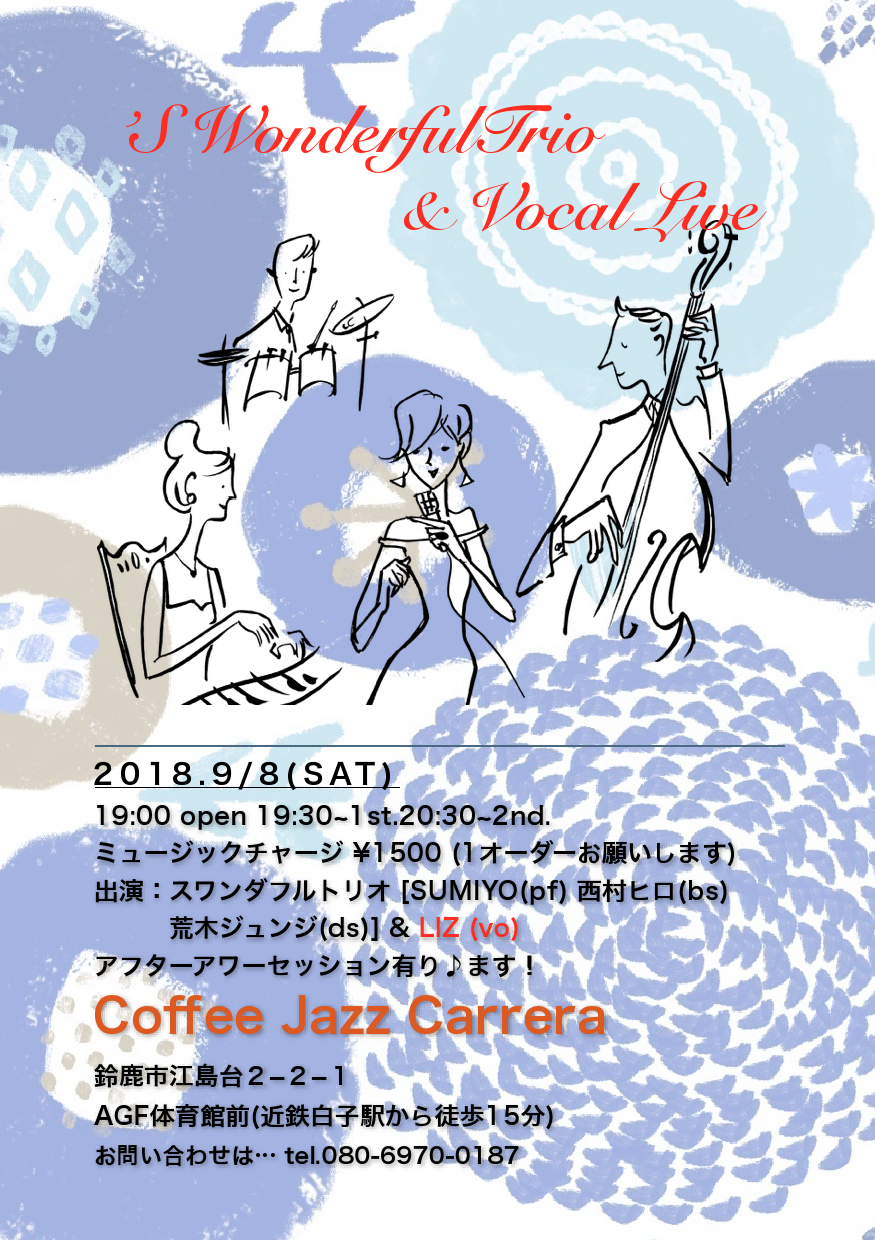 'S Wonderful Trio
& Vocal Live
2018.9/8(SAT)
19:00 open 19:30~1st.20:30~2nd.
ミュージックチャージ ¥1500 (1オーダーお願いします)
出演：スワンダフルトリオ [SUMIYO(pf) 西村ヒロ(bs)
荒木ジュンジ(ds)] & LIZ (vo)
アフターアワーセッション有り♪ます！
Coffee Jazz Carrera
鈴鹿市江島台２−２−１
AGF体育館前(近鉄白子駅から徒歩15分)
お問い合わせは… tel.080-6970-0187